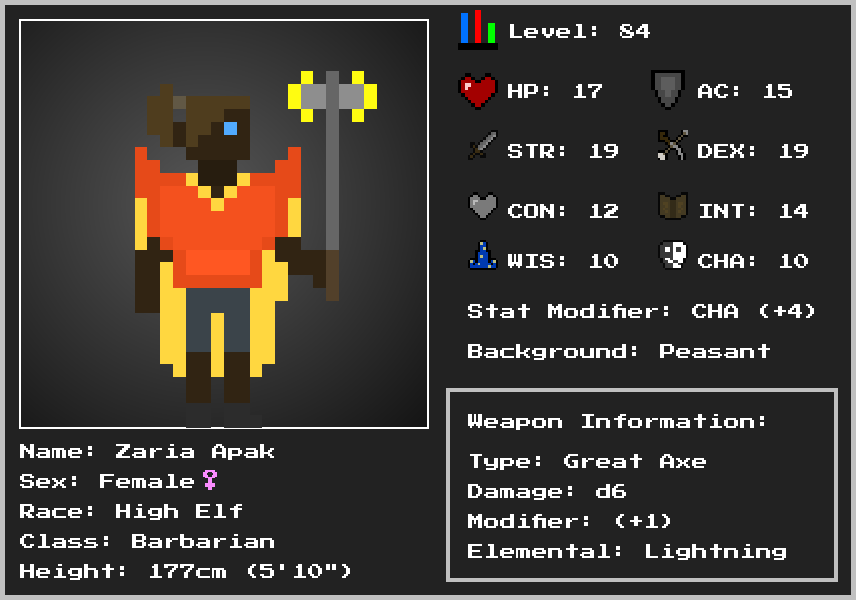 Level: 84
HP: 17
AC: 15
STR: 19
DEX: 19
CON: 12
INT: 14
WIS: 10
CHA: 10
Stat Modifier: CHA (+4)
Background: Peasant
Name: Zaria Apak
Sex: Female♀
Race: High Elf
Class: Barbarian
Height: 177cm (5'10")
Weapon Information:
Type: Great Axe
Damage: d6
Modifier: (+1)
Elemental: Lightning